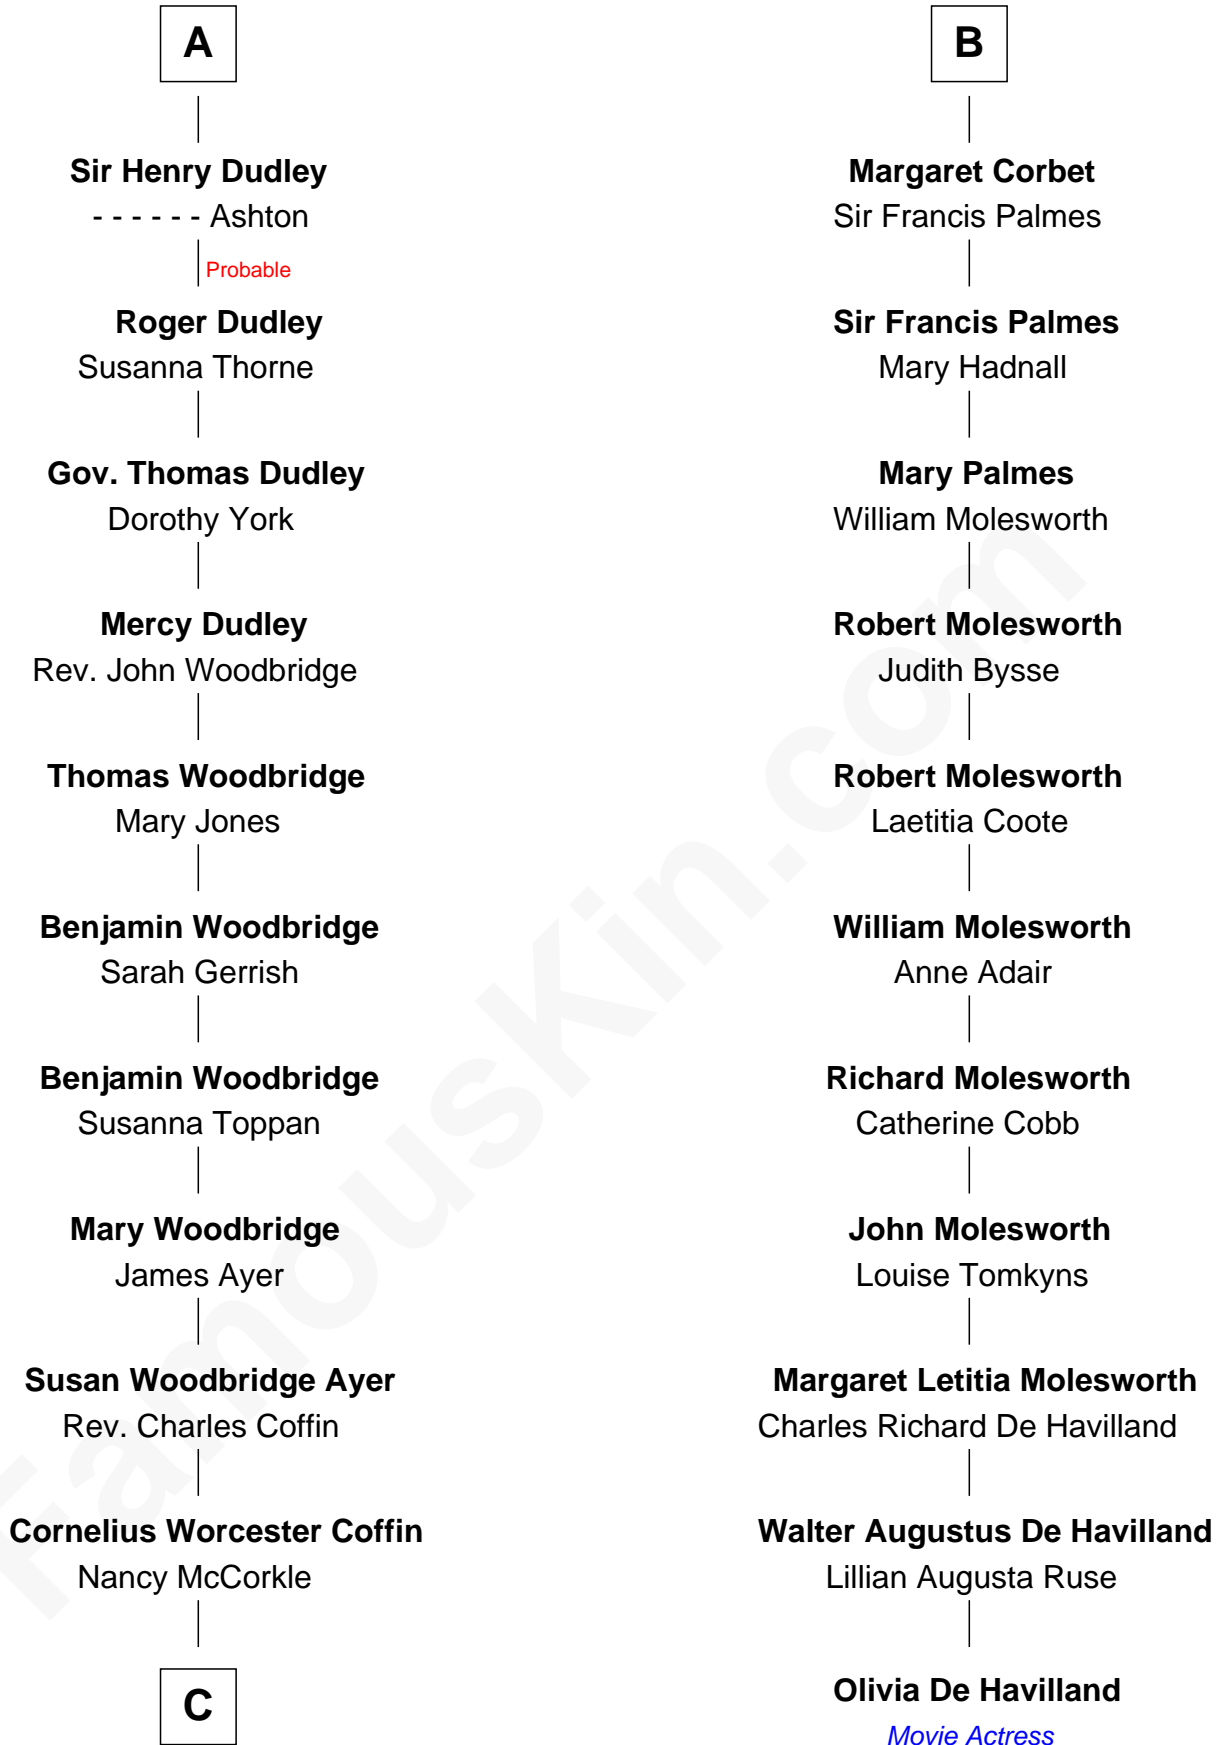 A
Sir Henry Dudley
- - - - - - Ashton
Probable
Roger Dudley
Susanna Thorne
Gov. Thomas Dudley
Dorothy York
Mercy Dudley
Rev. John Woodbridge
Thomas Woodbridge
Mary Jones
Benjamin Woodbridge
Sarah Gerrish
Benjamin Woodbridge
Susanna Toppan
Mary Woodbridge
James Ayer
Susan Woodbridge Ayer
Rev. Charles Coffin
Cornelius Worcester Coffin
Nancy McCorkle
C
B
Margaret Corbet
Sir Francis Palmes
Sir Francis Palmes
Mary Hadnall
Mary Palmes
William Molesworth
Robert Molesworth
Judith Bysse
Robert Molesworth
Laetitia Coote
William Molesworth
Anne Adair
Richard Molesworth
Catherine Cobb
John Molesworth
Louise Tomkyns
Margaret Letitia Molesworth
Charles Richard De Havilland
Walter Augustus De Havilland
Lillian Augusta Ruse
Olivia De Havilland
Movie Actress
FamousKin.com